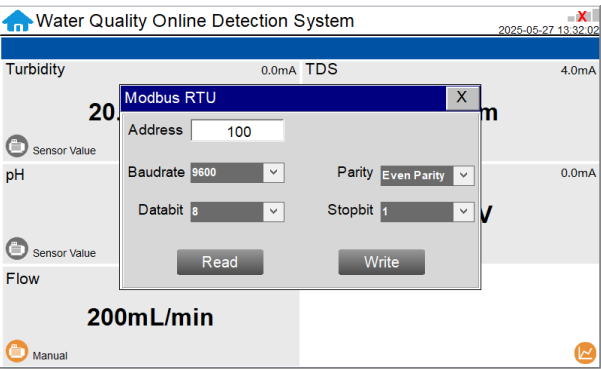 Water Quality Online Detection System
X
2025-05-27 13:32:02
Turbidity 0.0mA TDS 4.0mA
20.
m
Sensor Value
pH 0.0mA
V
Sensor Value
Modbus RTU X
Address 100
Baudrate 9600 Parity Even Parity
Databit 8 Stopbit 1
Read Write
Flow
200mL/min
Manual